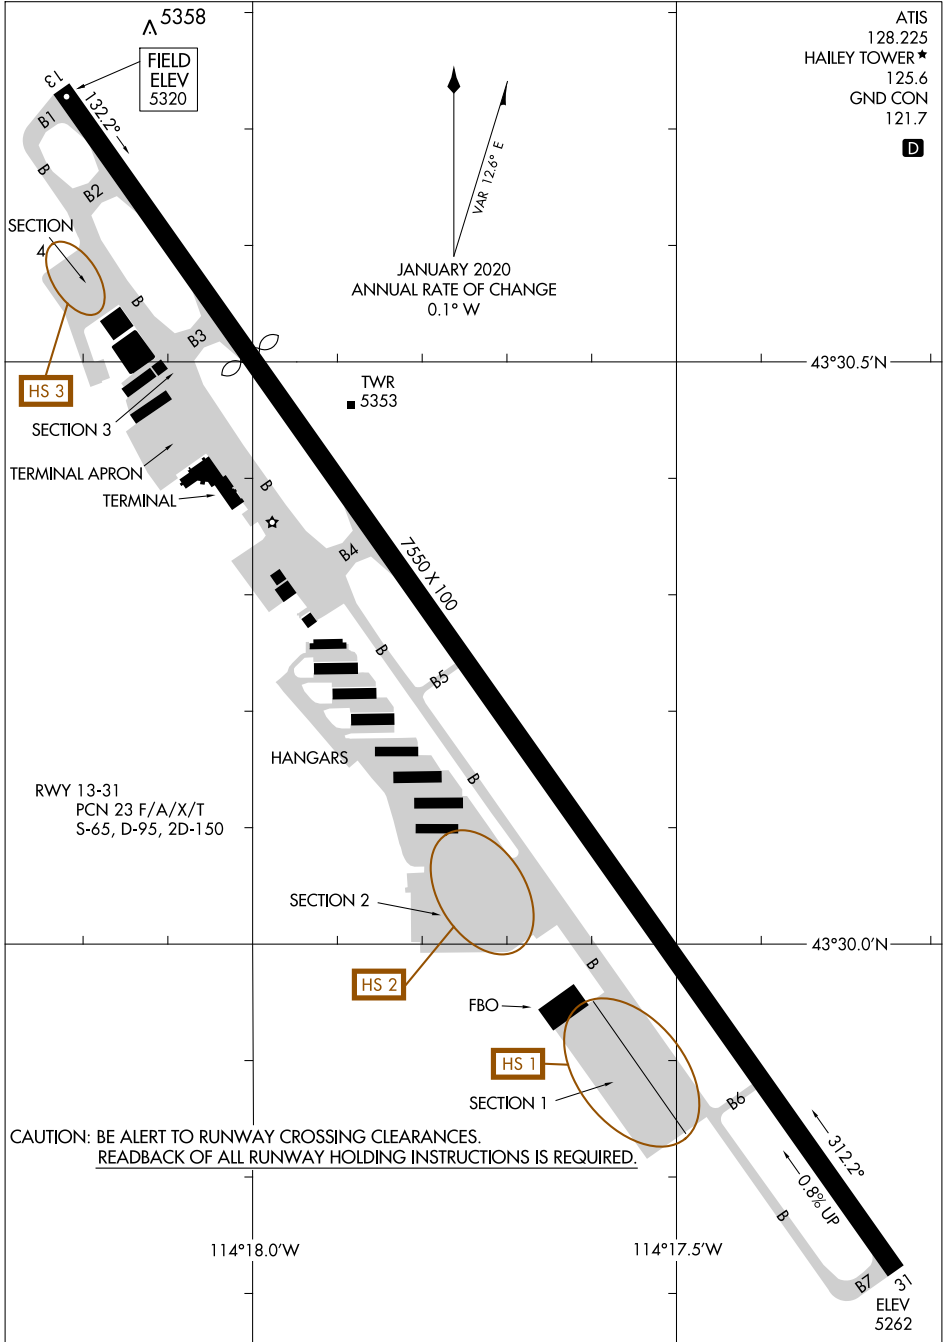 5358
FIELD
ELEV
5320
ATIS
128.225
HAILEY TOWER★
125.6
GND CON
121.7
D
13
132.2°
B1
B
B2
VAR 12.6° E
JANUARY 2020
ANNUAL RATE OF CHANGE
0.1° W
SECTION
4
B
B3
43°30.5'N
HS 3
TWR
5353
SECTION 3
TERMINAL APRON
TERMINAL
B
B4
7550 X 100
B
B5
HANGARS
B
RWY 13-31
PCN 23 F/A/X/T
S-65, D-95, 2D-150
SECTION 2
43°30.0'N
B
HS 2
FBO
HS 1
SECTION 1
B6
CAUTION: BE ALERT TO RUNWAY CROSSING CLEARANCES.
READBACK OF ALL RUNWAY HOLDING INSTRUCTIONS IS REQUIRED.
312.2°
0.8% UP
B
114°18.0'W
114°17.5'W
B7
31
ELEV
5262